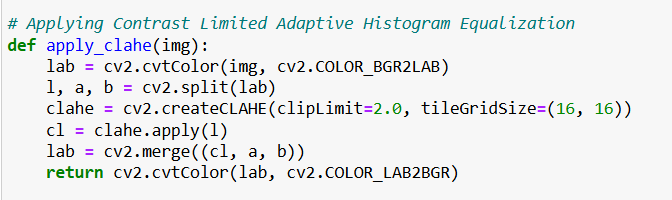 # Applying Contrast Limited Adaptive Histogram Equalization
def apply_clahe(img):
    lab = cv2.cvtColor(img, cv2.COLOR_BGR2LAB)
    l, a, b = cv2.split(lab)
    clahe = cv2.createCLAHE(clipLimit=2.0, tileGridSize=(16, 16))
    cl = clahe.apply(l)
    lab = cv2.merge((cl, a, b))
    return cv2.cvtColor(lab, cv2.COLOR_LAB2BGR)